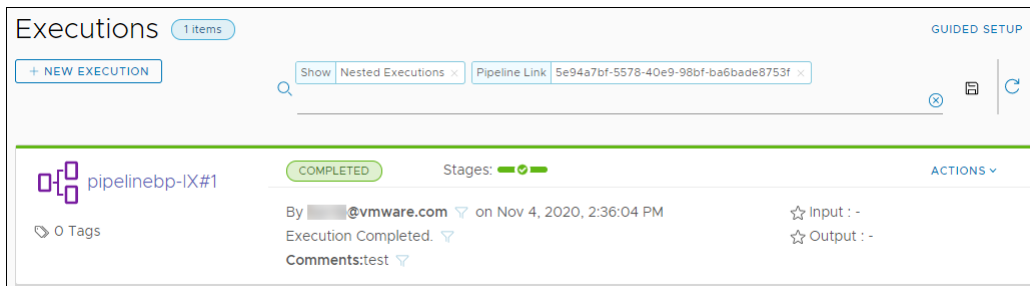 Executions 1 items
GUIDED SETUP
+ NEW EXECUTION
Show Nested Executions × Pipeline Link 5e94a7bf-5578-40e9-98bf-ba6bade8753f ×
pipelinebp-IX#1
0 Tags
COMPLETED Stages:
ACTIONS
By @vmware.com on Nov 4, 2020, 2:36:04 PM
Execution Completed.
Comments:test
Input : -
Output : -